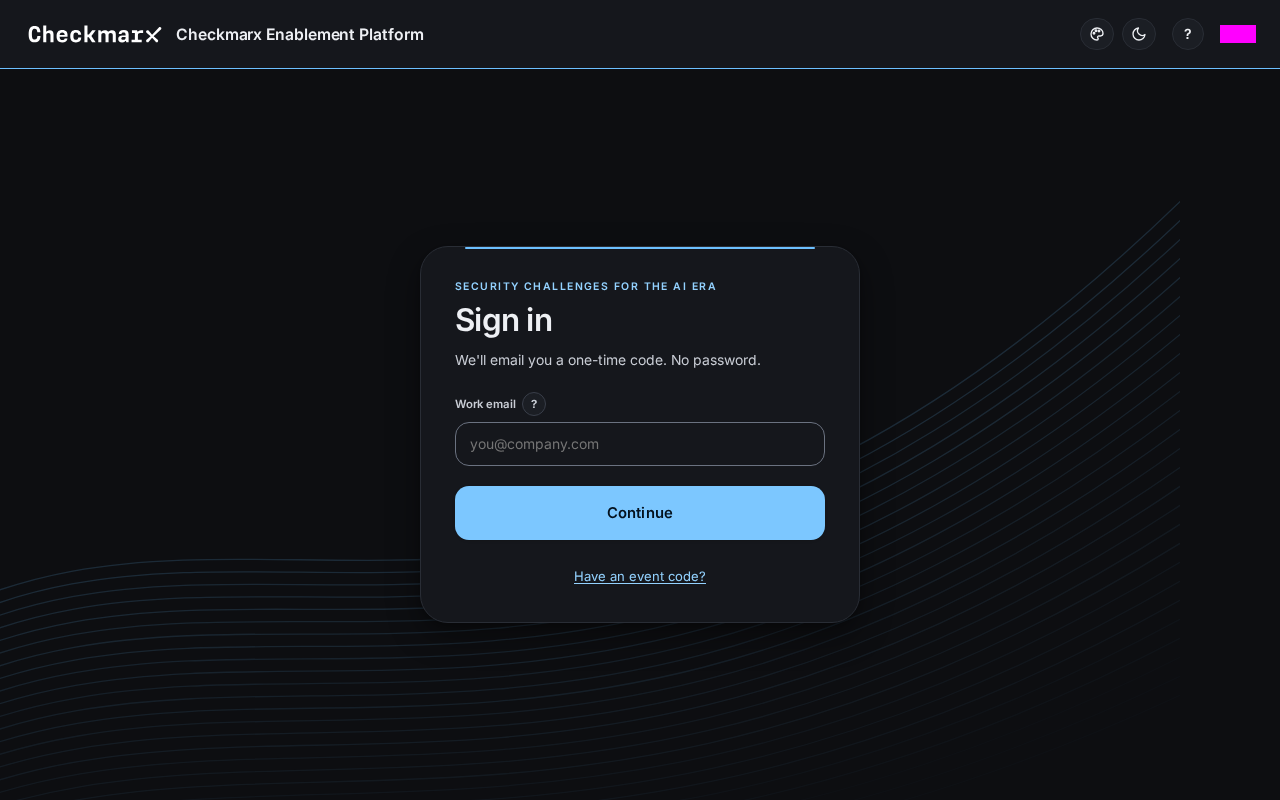 Checkmarx Checkmarx Enablement Platform ?
SECURITY CHALLENGES FOR THE AI ERA
Sign in
We'll email you a one-time code. No password.
Work email ?
you@company.com
Continue
Have an event code?